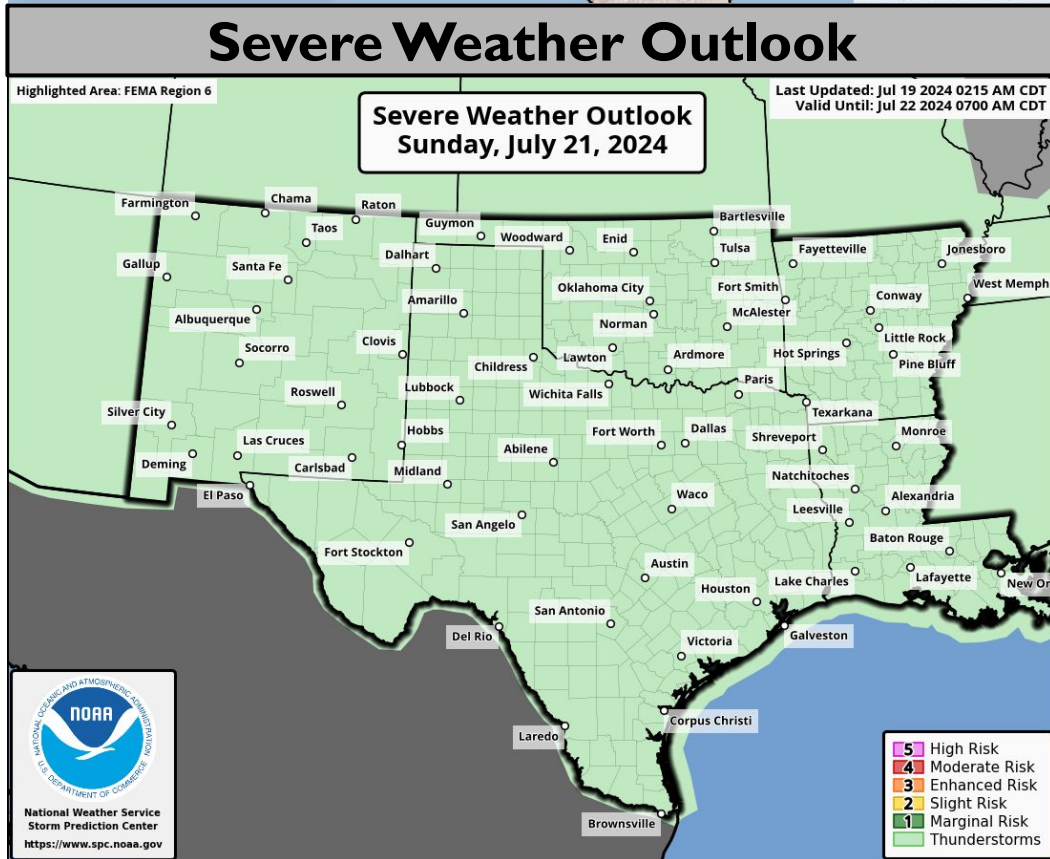 Severe Weather Outlook
Highlighted Area: FEMA Region 6
Last Updated: Jul 19 2024 0215 AM CDT
Valid Until: Jul 22 2024 0700 AM CDT
Severe Weather Outlook
Sunday, July 21, 2024
Farmington
Chama
Raton
Taos
Guymon
Woodward
Enid
Bartlesville
Tulsa
Fayetteville
Jonesboro
Gallup
Santa Fe
Dalhart
Oklahoma City
Fort Smith
West Memph
Albuquerque
Amarillo
Norman
McAlester
Conway
Little Rock
Socorro
Clovis
Childress
Lawton
Ardmore
Hot Springs
Pine Bluff
Roswell
Lubbock
Wichita Falls
Paris
Texarkana
Silver City
Las Cruces
Hobbs
Abilene
Fort Worth
Dallas
Shreveport
Monroe
Deming
Carlsbad
Midland
Natchitoches
El Paso
San Angelo
Waco
Leesville
Alexandria
Fort Stockton
Baton Rouge
Austin
Houston
Lake Charles
Lafayette
New Or
San Antonio
Del Rio
Victoria
Galveston
Laredo
Corpus Christi
Brownsville
NATIONAL OCEANIC AND ATMOSPHERIC ADMINISTRATION
NOAA
U.S. DEPARTMENT OF COMMERCE
National Weather Service
Storm Prediction Center
https://www.spc.noaa.gov
5 High Risk
4 Moderate Risk
3 Enhanced Risk
2 Slight Risk
1 Marginal Risk
Thunderstorms